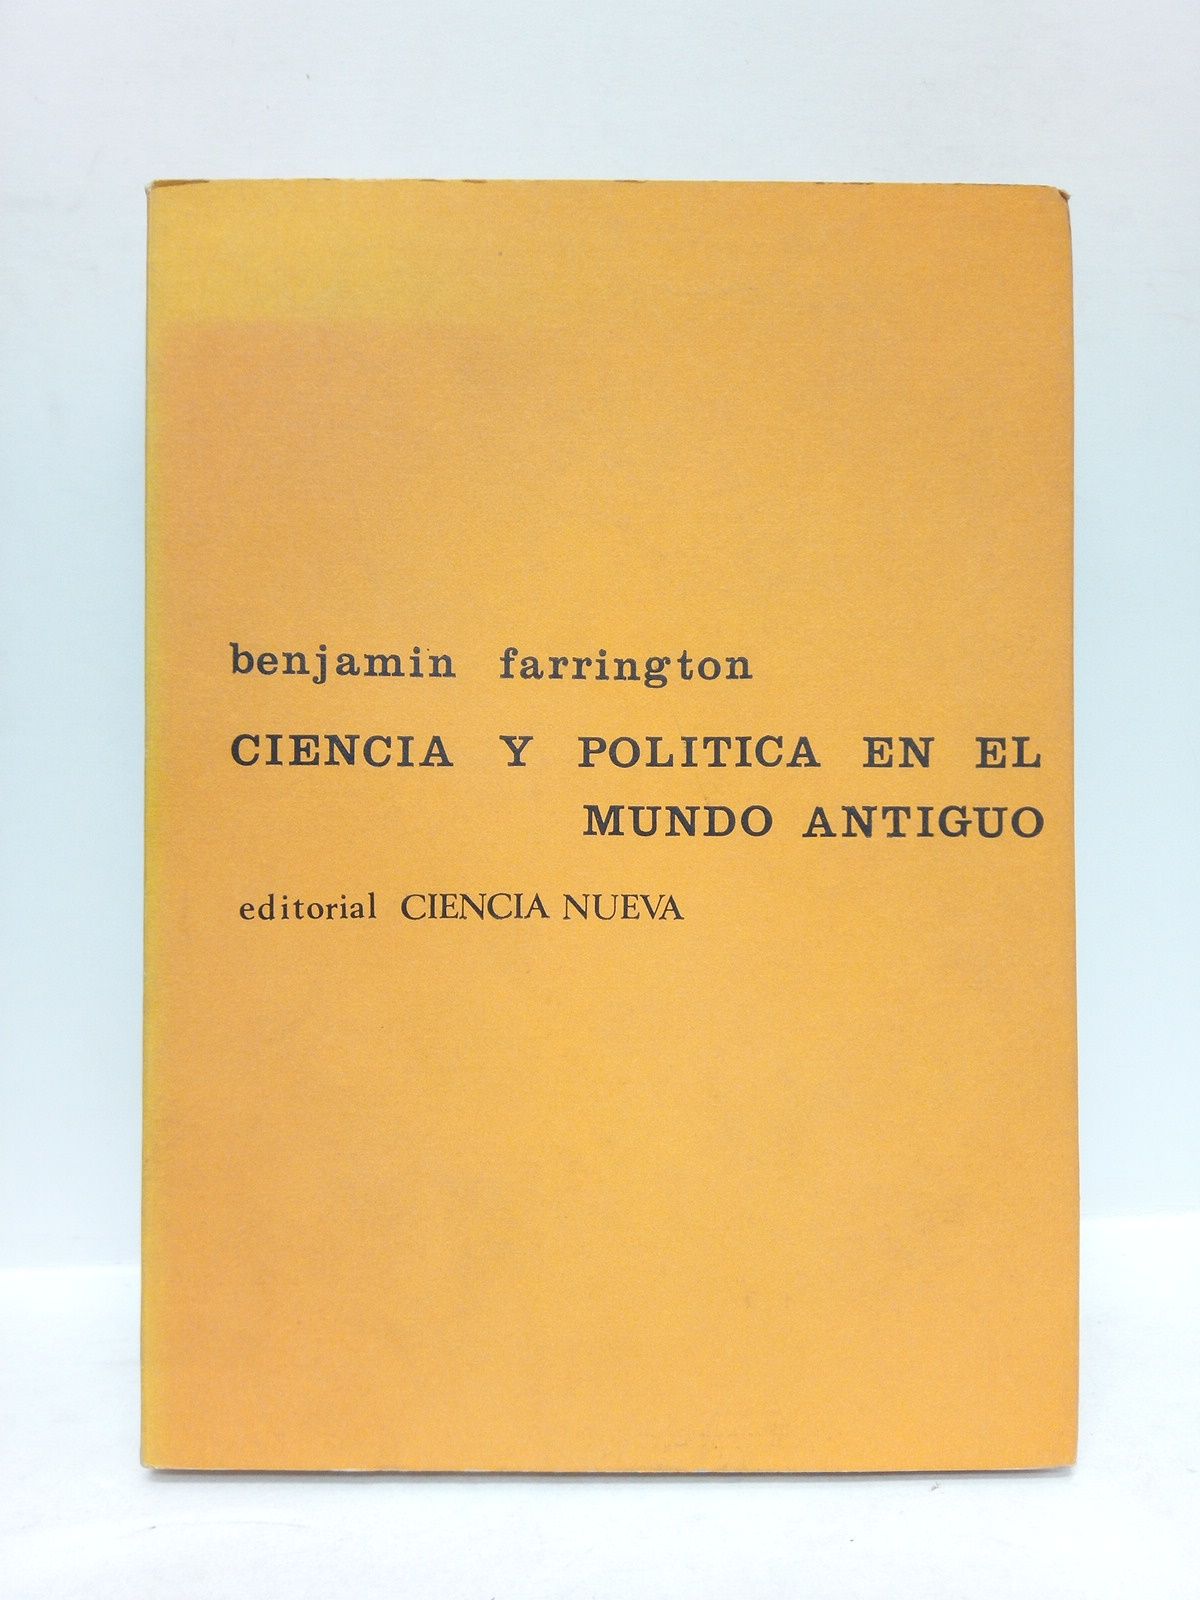 benjamin farrington
CIENCIA Y POLITICA EN EL
MUNDO ANTIGUO
editorial CIENCIA NUEVA